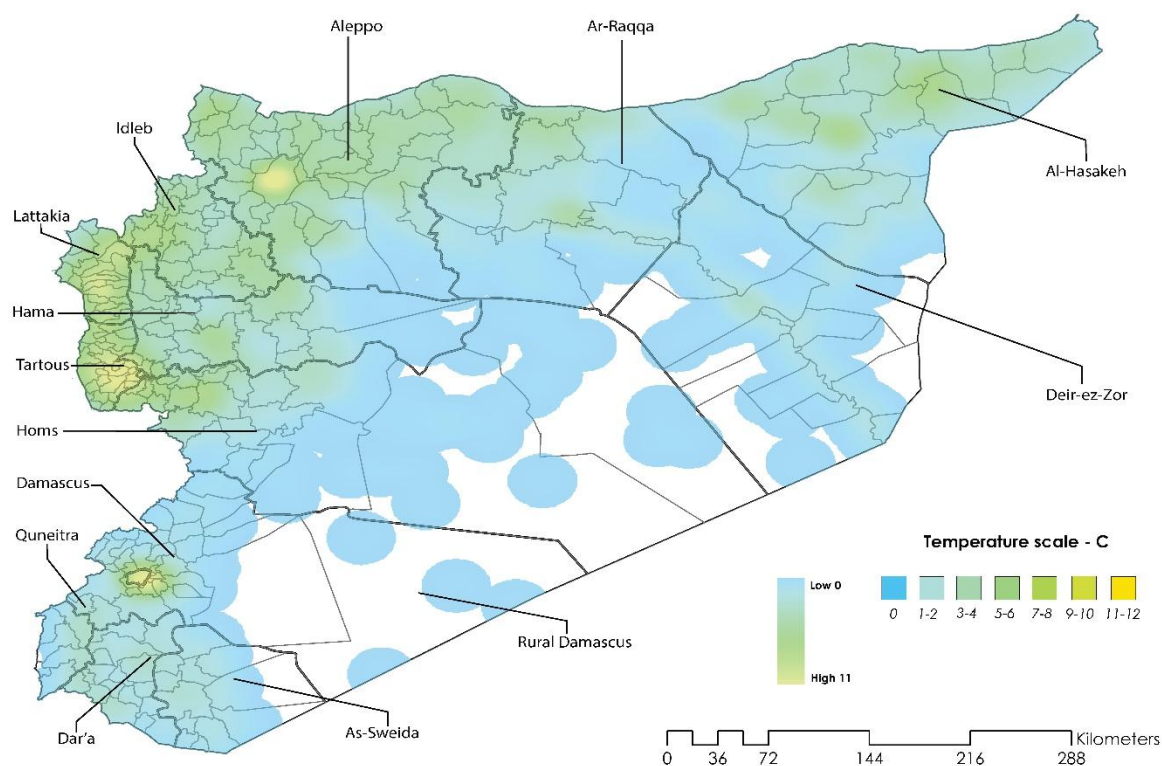 Aleppo
Ar-Raqqa
Idleb
Al-Hasakeh
Lattakia
Hama
Tartous
Deir-ez-Zor
Homs
Damascus
Quneitra
Temperature scale - C
Low 0
0 1-2 3-4 5-6 7-8 9-10 11-12
Rural Damascus
High 11
Dar'a
As-Sweida
Kilometers
0 36 72 144 216 288